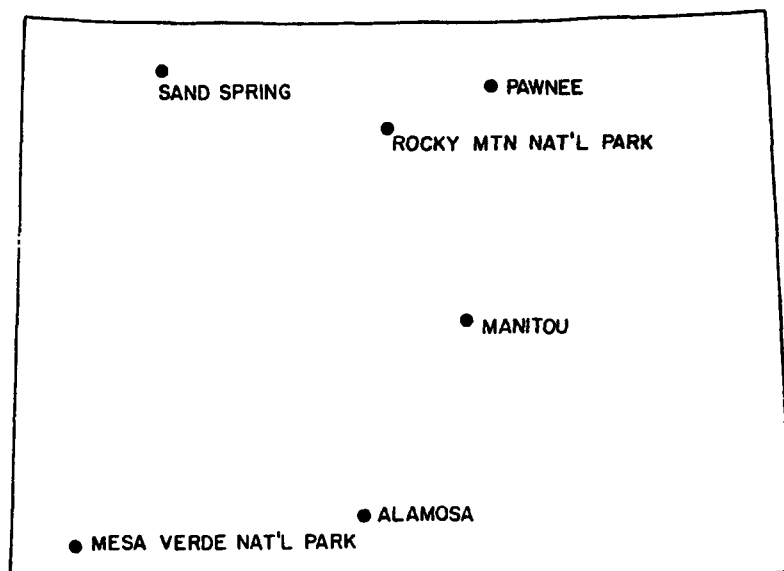 SAND SPRING
PAWNEE
ROCKY MTN NAT'L PARK
MANITOU
ALAMOSA
MESA VERDE NAT'L PARK